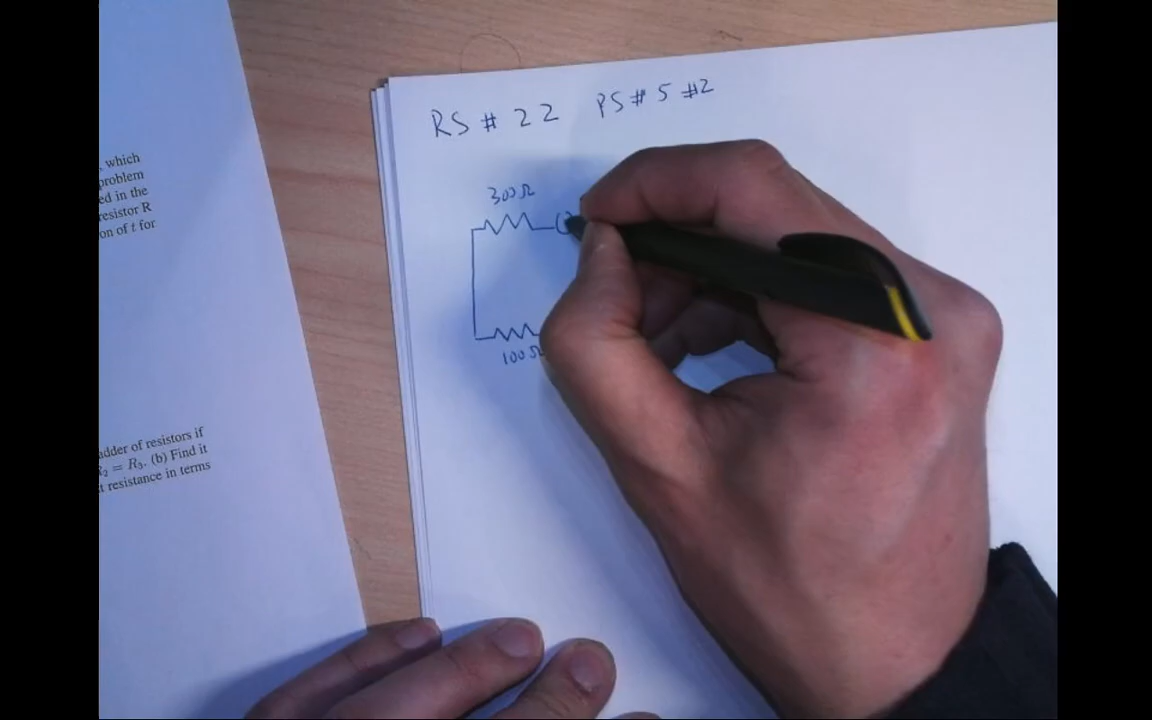 RS # 22 PS # 5 #2
300Ω
100Ω
, which
problem
ed in the
resistor R
on of t for
adder of resistors if
R₂ = R₃. (b) Find it
t resistance in terms